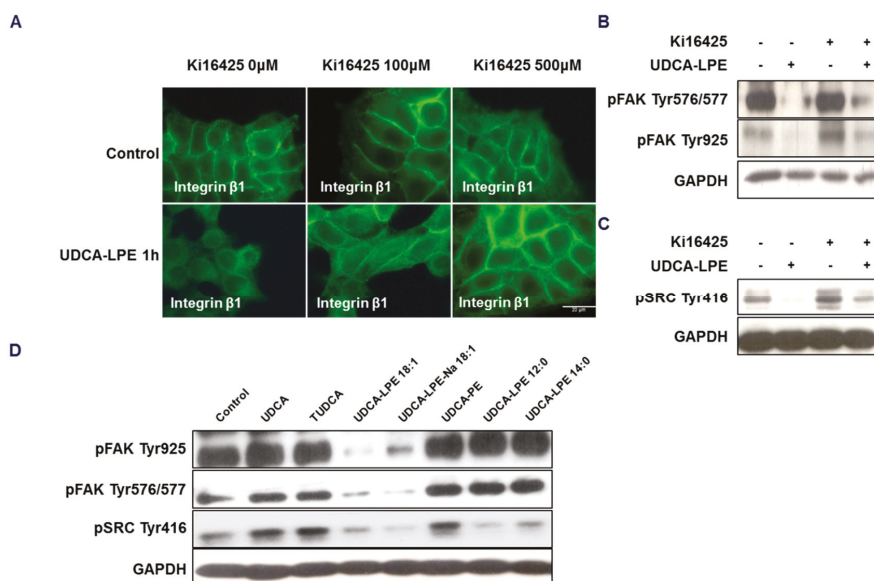 A
Ki16425 0µM Ki16425 100µM Ki16425 500µM
Control
Integrin β1 Integrin β1 Integrin β1
UDCA-LPE 1h
Integrin β1 Integrin β1 Integrin β1
20 µm
B
Ki16425 - - + +
UDCA-LPE - + - +
pFAK Tyr576/577
pFAK Tyr925
GAPDH
C
Ki16425 - - + +
UDCA-LPE - + - +
pSRC Tyr416
GAPDH
D
Control UDCA TUDCA UDCA-LPE 18:1 UDCA-LPE-Na 18:1 UDCA-PE UDCA-LPE 12:0 UDCA-LPE 14:0
pFAK Tyr925
pFAK Tyr576/577
pSRC Tyr416
GAPDH